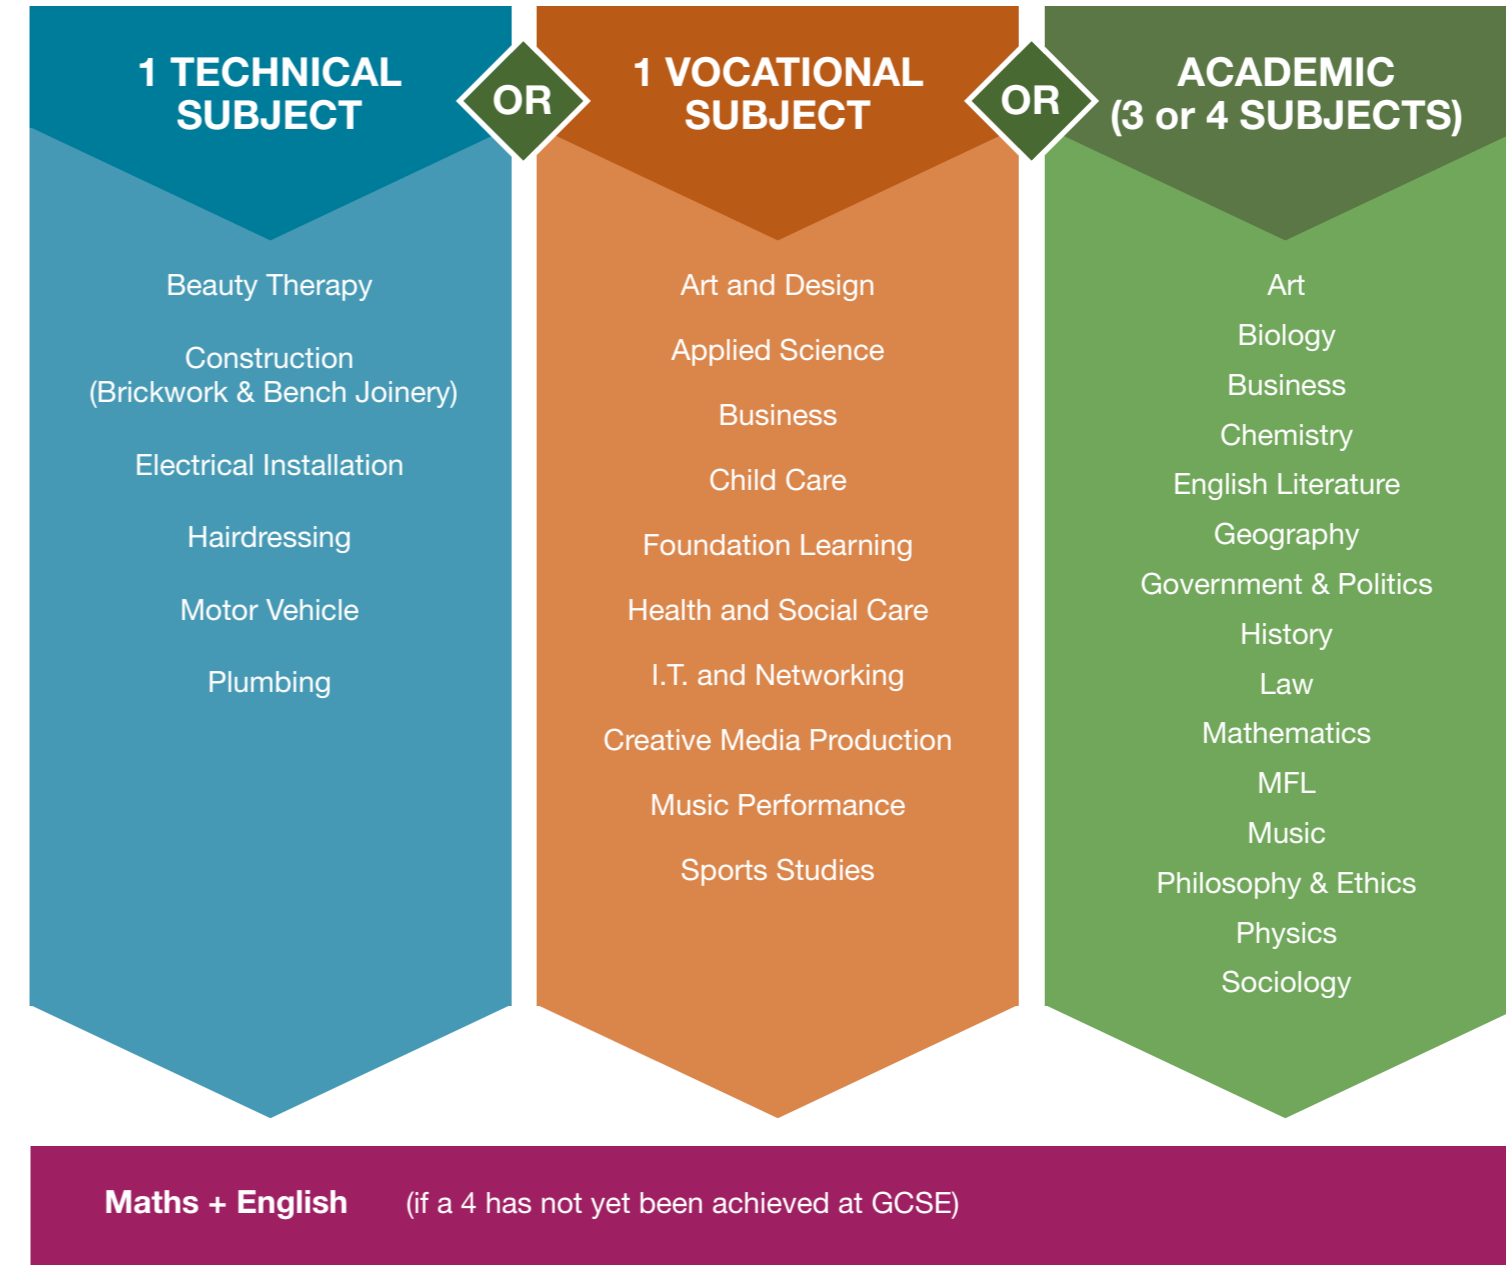 1 TECHNICAL
SUBJECT
Beauty Therapy
Construction
(Brickwork & Bench Joinery)
Electrical Installation
Hairdressing
Motor Vehicle
Plumbing
OR
1 VOCATIONAL
SUBJECT
Art and Design
Applied Science
Business
Child Care
Foundation Learning
Health and Social Care
I.T. and Networking
Creative Media Production
Music Performance
Sports Studies
OR
ACADEMIC
(3 or 4 SUBJECTS)
Art
Biology
Business
Chemistry
English Literature
Geography
Government & Politics
History
Law
Mathematics
MFL
Music
Philosophy & Ethics
Physics
Sociology
Maths + English (if a 4 has not yet been achieved at GCSE)